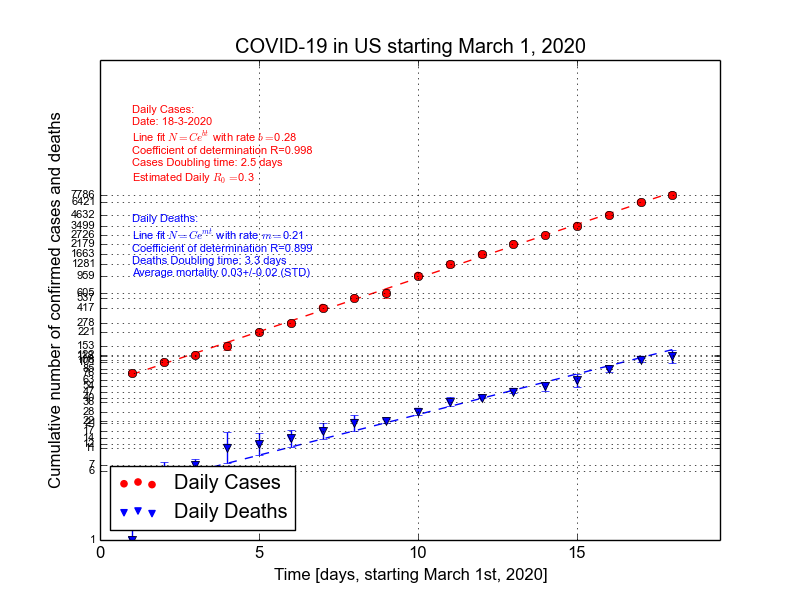 COVID-19 in US starting March 1, 2020
Cumulative number of confirmed cases and deaths
Daily Cases:
Date: 18-3-2020
Line fit N = Ce^{bt} with rate b = 0.28
Coefficient of determination R=0.998
Cases Doubling time: 2.5 days
Estimated Daily R_0 = 0.3
Daily Deaths:
Line fit N = Ce^{mt} with rate m = 0.21
Coefficient of determination R=0.899
Deaths Doubling time: 3.3 days
Average mortality 0.03+/-0.02 (STD)
7786
6421
4632
3499
2726
2179
1663
1281
959
605
537
417
278
221
153
28
14
11
7
6
1
Daily Cases
Daily Deaths
0 5 10 15
Time [days, starting March 1st, 2020]